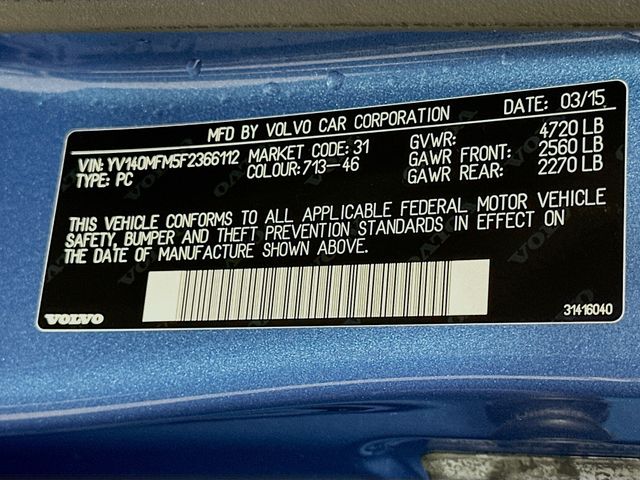 MFD BY VOLVO CAR CORPORATION DATE: 03/15
VIN: YV140MFM5F2366112 MARKET CODE: 31 GVWR: 4720 LB
TYPE: PC COLOUR: 713-46 GAWR FRONT: 2560 LB
GAWR REAR: 2270 LB
THIS VEHICLE CONFORMS TO ALL APPLICABLE FEDERAL MOTOR VEHICLE
SAFETY, BUMPER AND THEFT PREVENTION STANDARDS IN EFFECT ON
THE DATE OF MANUFACTURE SHOWN ABOVE.
VOLVO 31416040